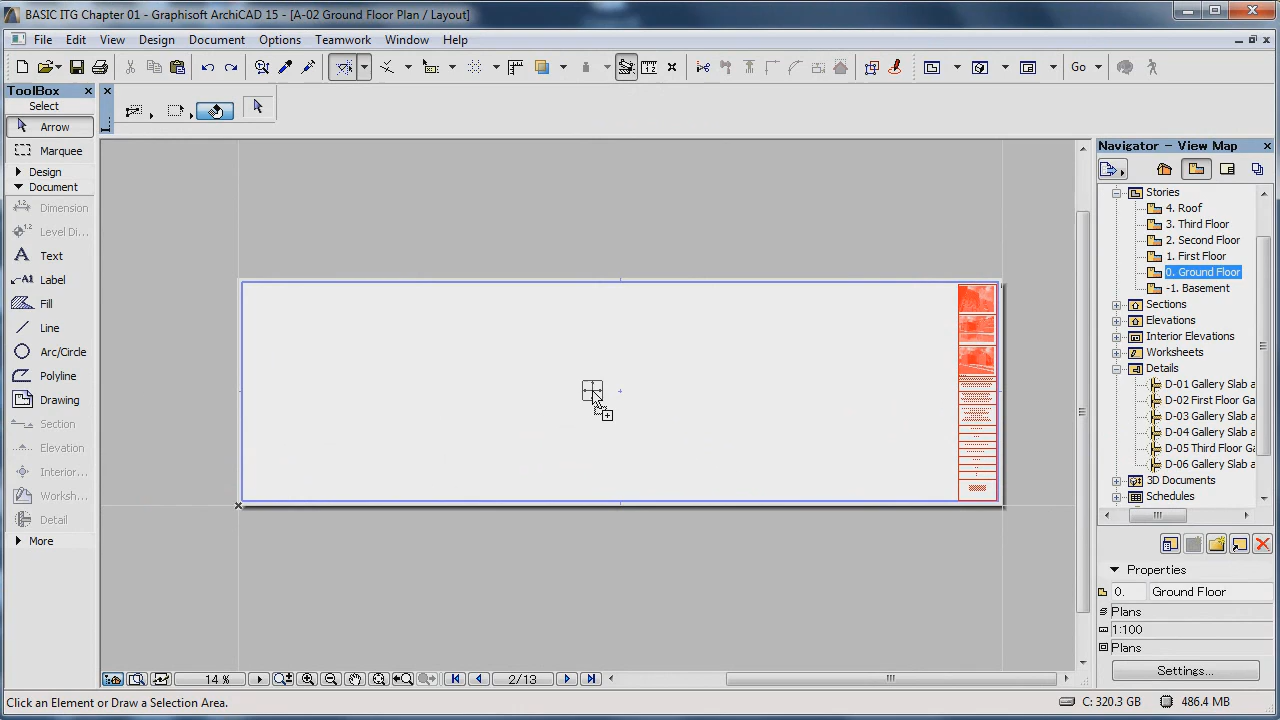 BASIC ITG Chapter 01 - Graphisoft ArchiCAD 15 - [A-02 Ground Floor Plan / Layout]
File Edit View Design Document Options Teamwork Window Help
Go
ToolBox
Select
Arrow
Marquee
Design
Document
Dimension
Level Di...
Text
Label
Fill
Line
Arc/Circle
Polyline
Drawing
Section
Elevation
Interior...
Worksh...
Detail
More
Navigator - View Map
Stories
4. Roof
3. Third Floor
2. Second Floor
1. First Floor
0. Ground Floor
-1. Basement
Sections
Elevations
Interior Elevations
Worksheets
Details
D-01 Gallery Slab a
D-02 First Floor Ga
D-03 Gallery Slab a
D-04 Gallery Slab a
D-05 Third Floor Ga
D-06 Gallery Slab a
3D Documents
Schedules
Properties
0. Ground Floor
Plans
1:100
Plans
Settings...
14 %
2/13
Click an Element or Draw a Selection Area.
C: 320.3 GB
486.4 MB